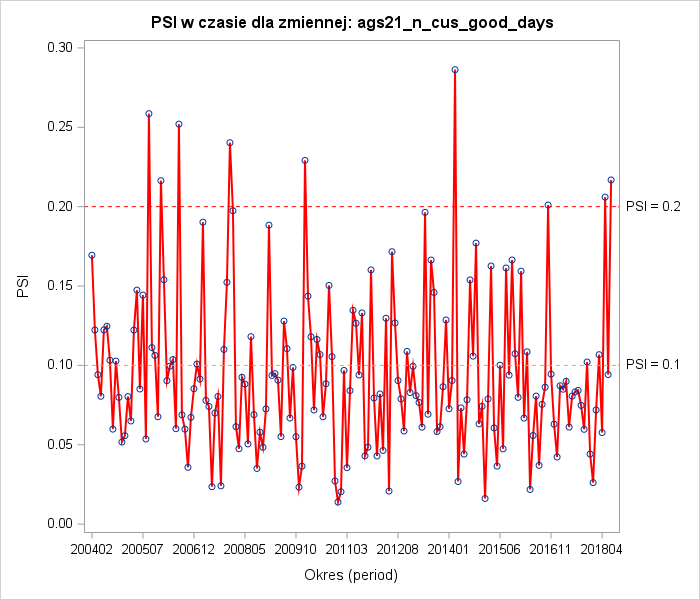 PSI w czasie dla zmiennej: ags21_n_cus_good_days
0.30
0.25
0.20
0.15
0.10
0.05
0.00
PSI
PSI = 0.2
PSI = 0.1
200402 200507 200612 200805 200910 201103 201208 201401 201506 201611 201804
Okres (period)